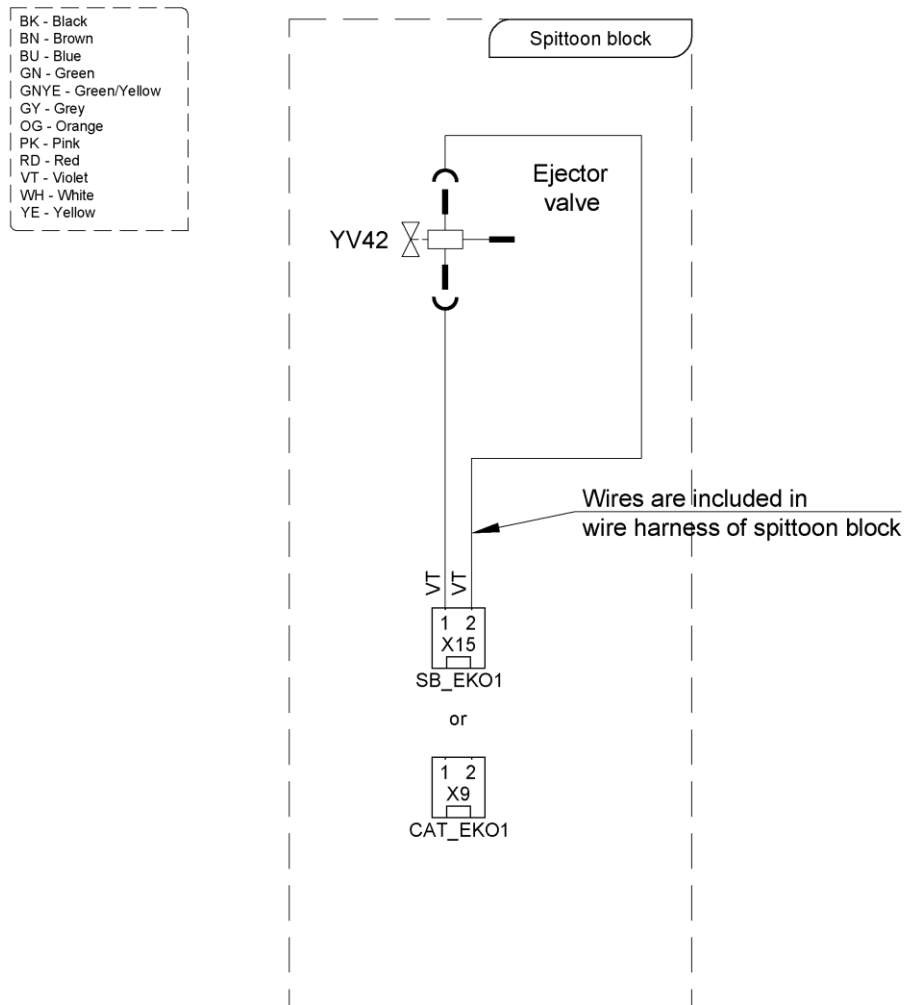 BK - Black
BN - Brown
BU - Blue
GN - Green
GNYE - Green/Yellow
GY - Grey
OG - Orange
PK - Pink
RD - Red
VT - Violet
WH - White
YE - Yellow
Spittoon block
Ejector
valve
YV42
Wires are included in
wire harness of spittoon block
VT VT
1 2
X15
SB_EKO1
or
1 2
X9
CAT_EKO1